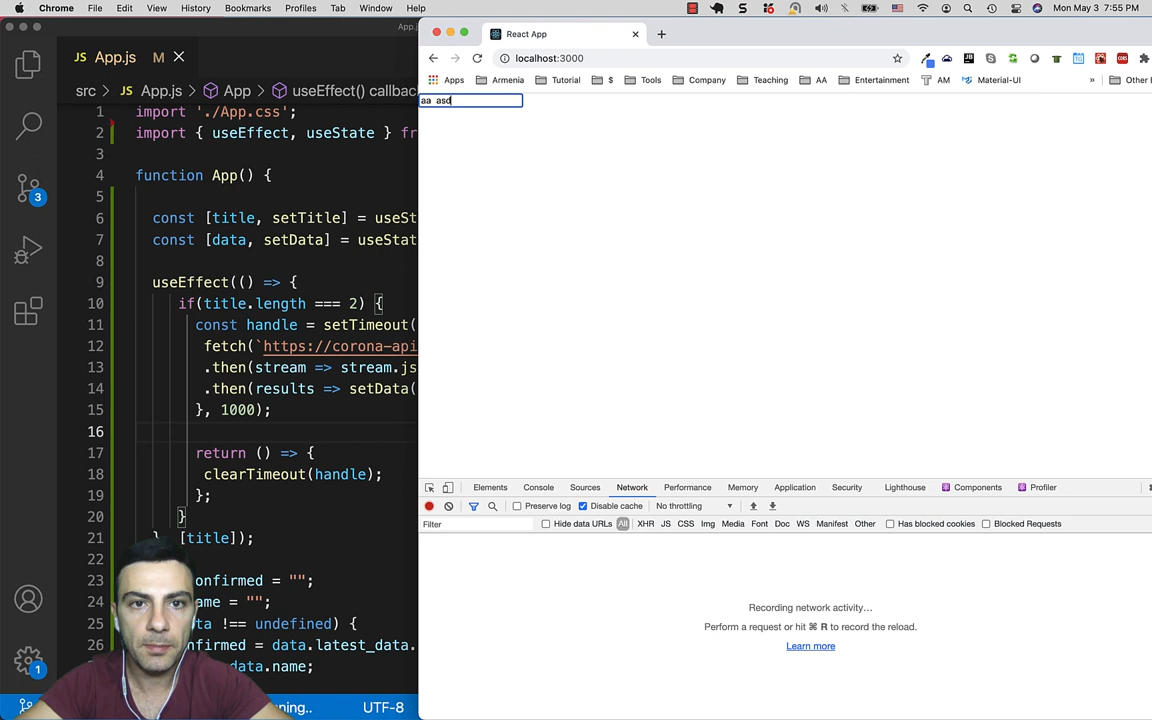 Chrome File Edit View History Bookmarks Profiles Tab Window Help Mon May 3 7:55 PM
App.js
JS App.js M
React App
localhost:3000
src > JS App.js > App > useEffect() callbac
Apps Armenia Tutorial $ Tools Company Teaching AA Entertainment AM Material-UI » Other
aa asd
1 import './App.css';
2 import { useEffect, useState } fr
3
4 function App() {
5
6 const [title, setTitle] = useSt
7 const [data, setData] = useStat
8
9 useEffect(() => {
10 if(title.length === 2) {
11 const handle = setTimeout(
12 fetch(`https://corona-api
13 .then(stream => stream.js
14 .then(results => setData(
15 }, 1000);
16
17 return () => {
18 clearTimeout(handle);
19 };
20 }
21 }, [title]);
22
23 onfirmed = "";
24 ame = "";
25 ta !== undefined) {
26 onfirmed = data.latest_data.
data.name;
3
1
ning.. UTF-8
Elements Console Sources Network Performance Memory Application Security Lighthouse Components Profiler
Preserve log Disable cache No throttling
Filter Hide data URLs All XHR JS CSS Img Media Font Doc WS Manifest Other Has blocked cookies Blocked Requests
Recording network activity…
Perform a request or hit ⌘ R to record the reload.
Learn more